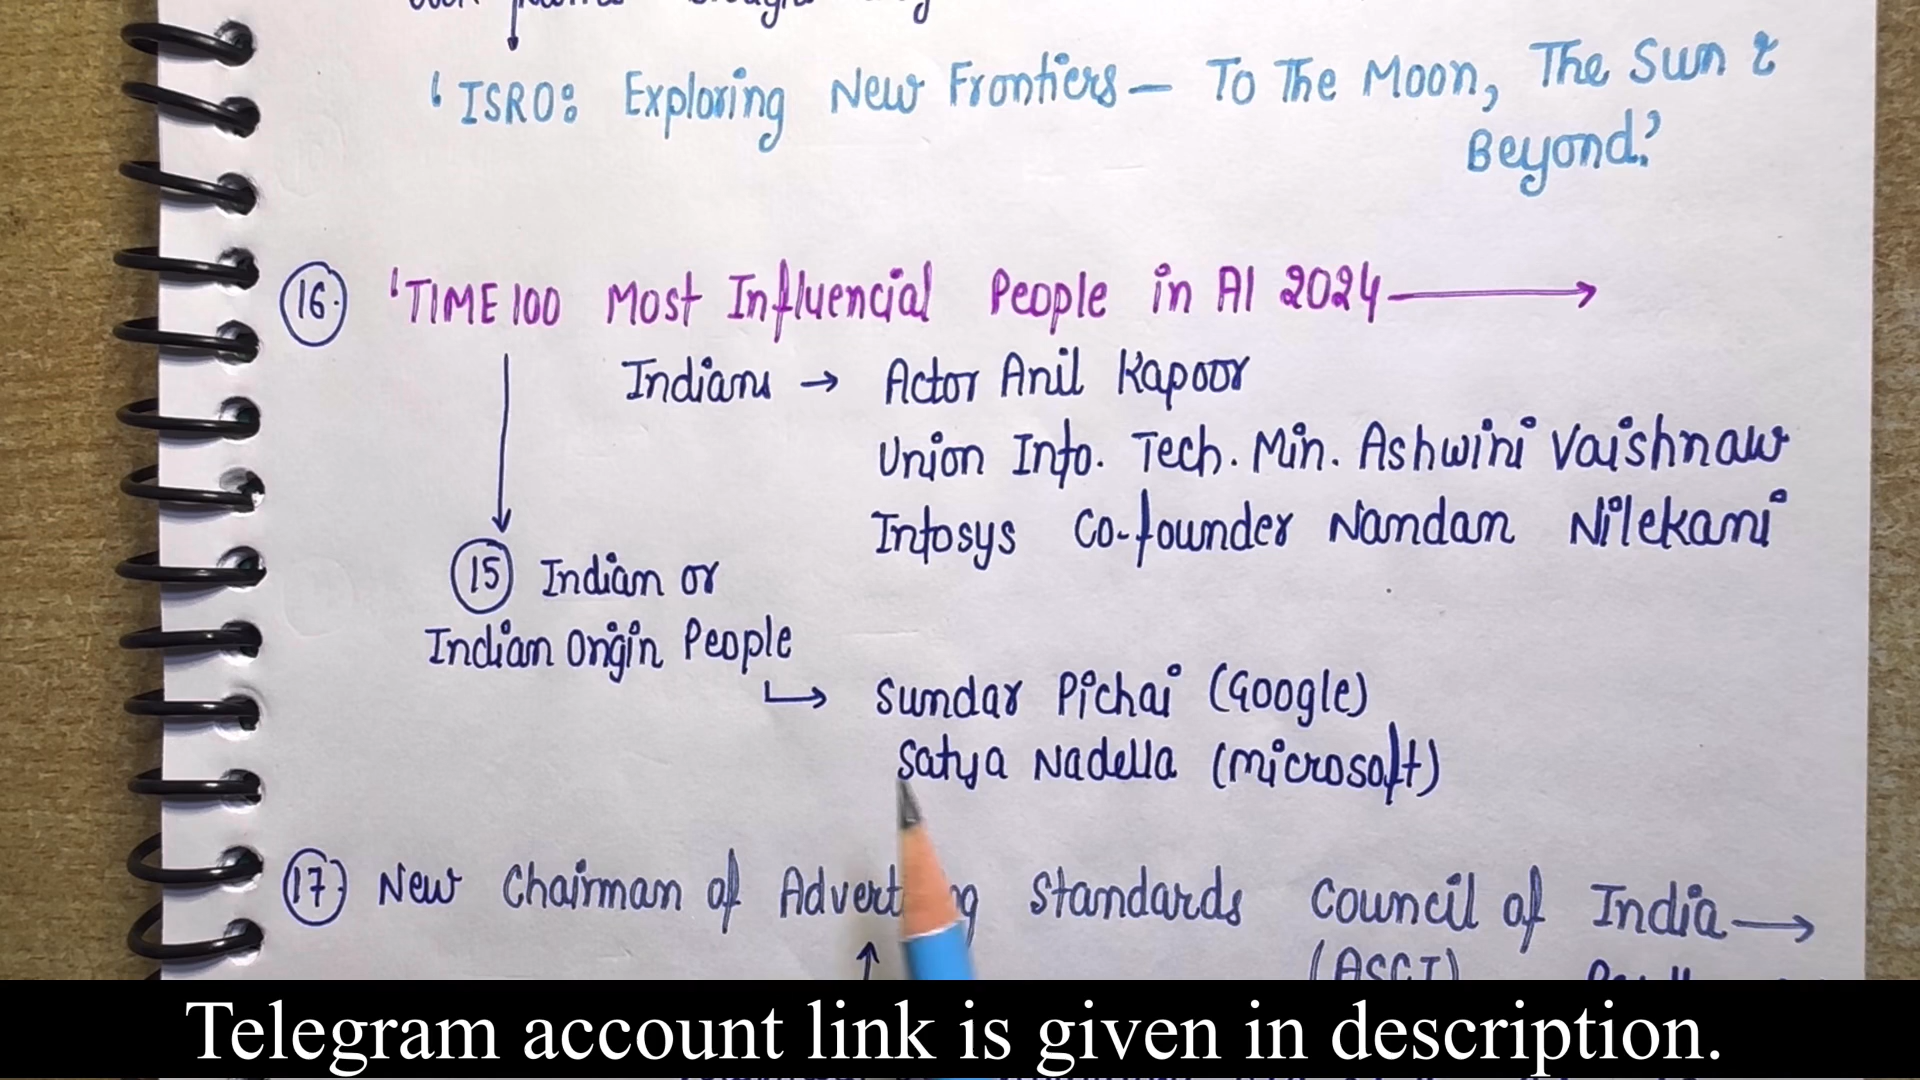 'ISRO: Exploring New Frontiers — To The Moon, The Sun &
Beyond.'
16. 'TIME 100 Most Influencial People in AI 2024 →
Indians → Actor Anil Kapoor
Union Info. Tech. Min. Ashwini Vaishnaw
Infosys Co-founder Nandan Nilekani
15 Indian or
Indian Origin People
↳ Sundar Pichai (Google)
Satya Nadella (Microsoft)
17. New Chairman of Standards Council of India →
(ASCI)
Telegram account link is given in description.